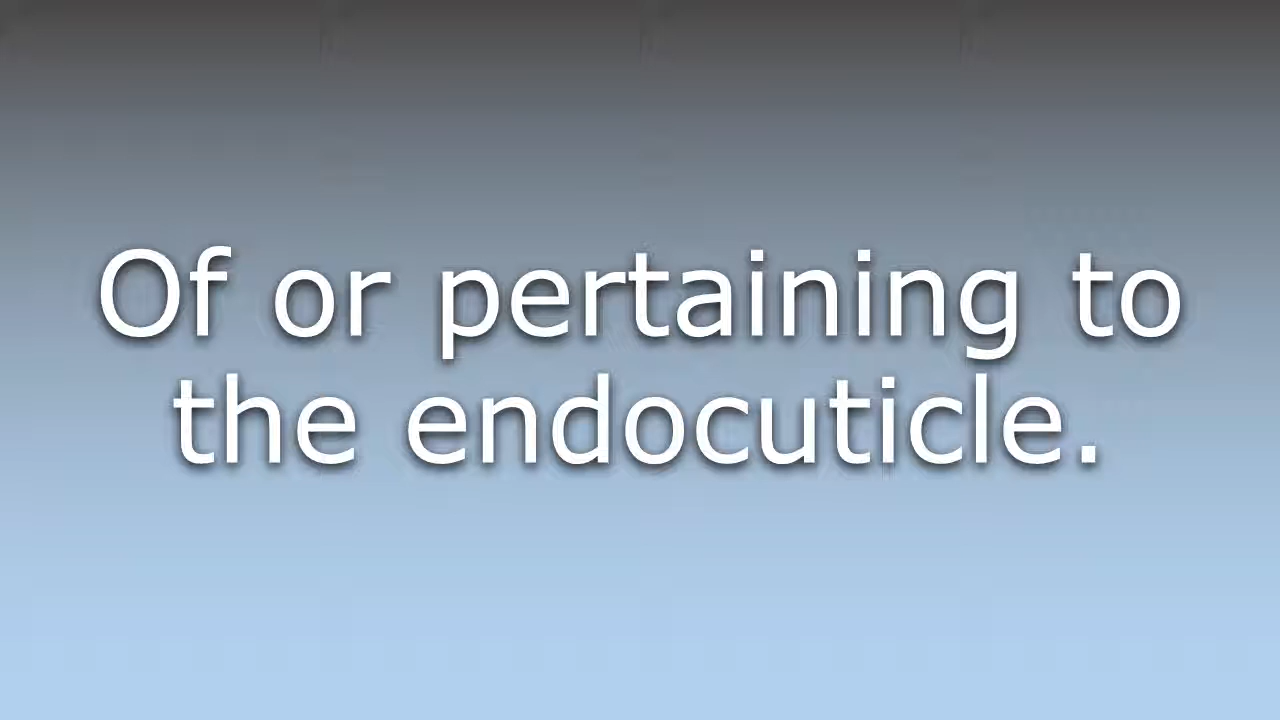 Of or pertaining to
the endocuticle.